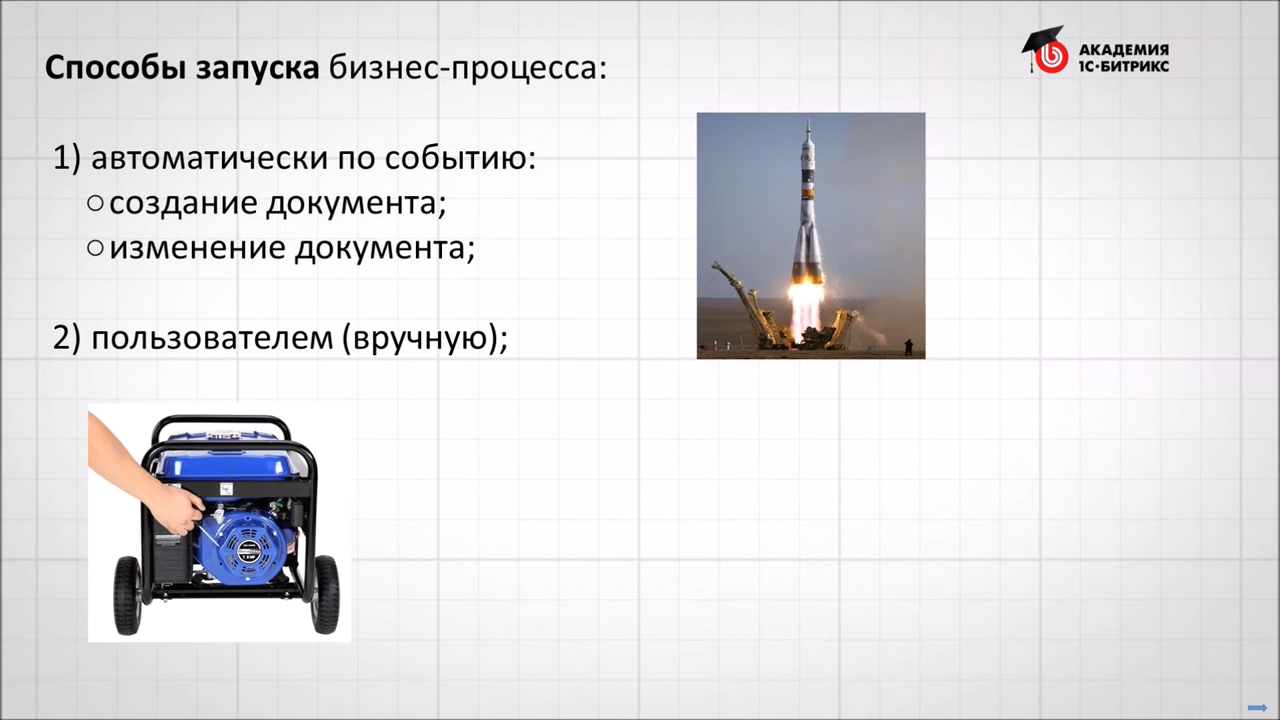 Способы запуска бизнес-процесса:
АКАДЕМИЯ
1С•БИТРИКС
1) автоматически по событию:
○ создание документа;
○ изменение документа;
2) пользователем (вручную);